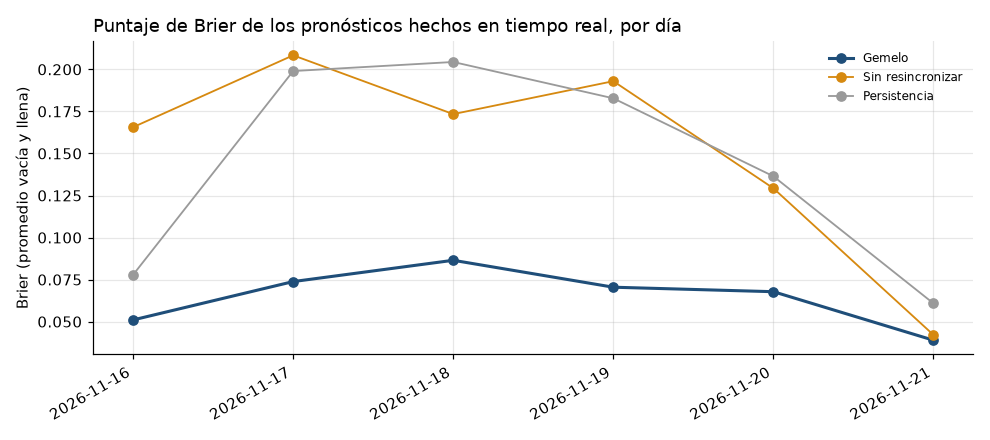 Puntaje de Brier de los pronósticos hechos en tiempo real, por día
Brier (promedio vacía y llena)
0.200
0.175
0.150
0.125
0.100
0.075
0.050
Gemelo
Sin resincronizar
Persistencia
2026-11-16
2026-11-17
2026-11-18
2026-11-19
2026-11-20
2026-11-21